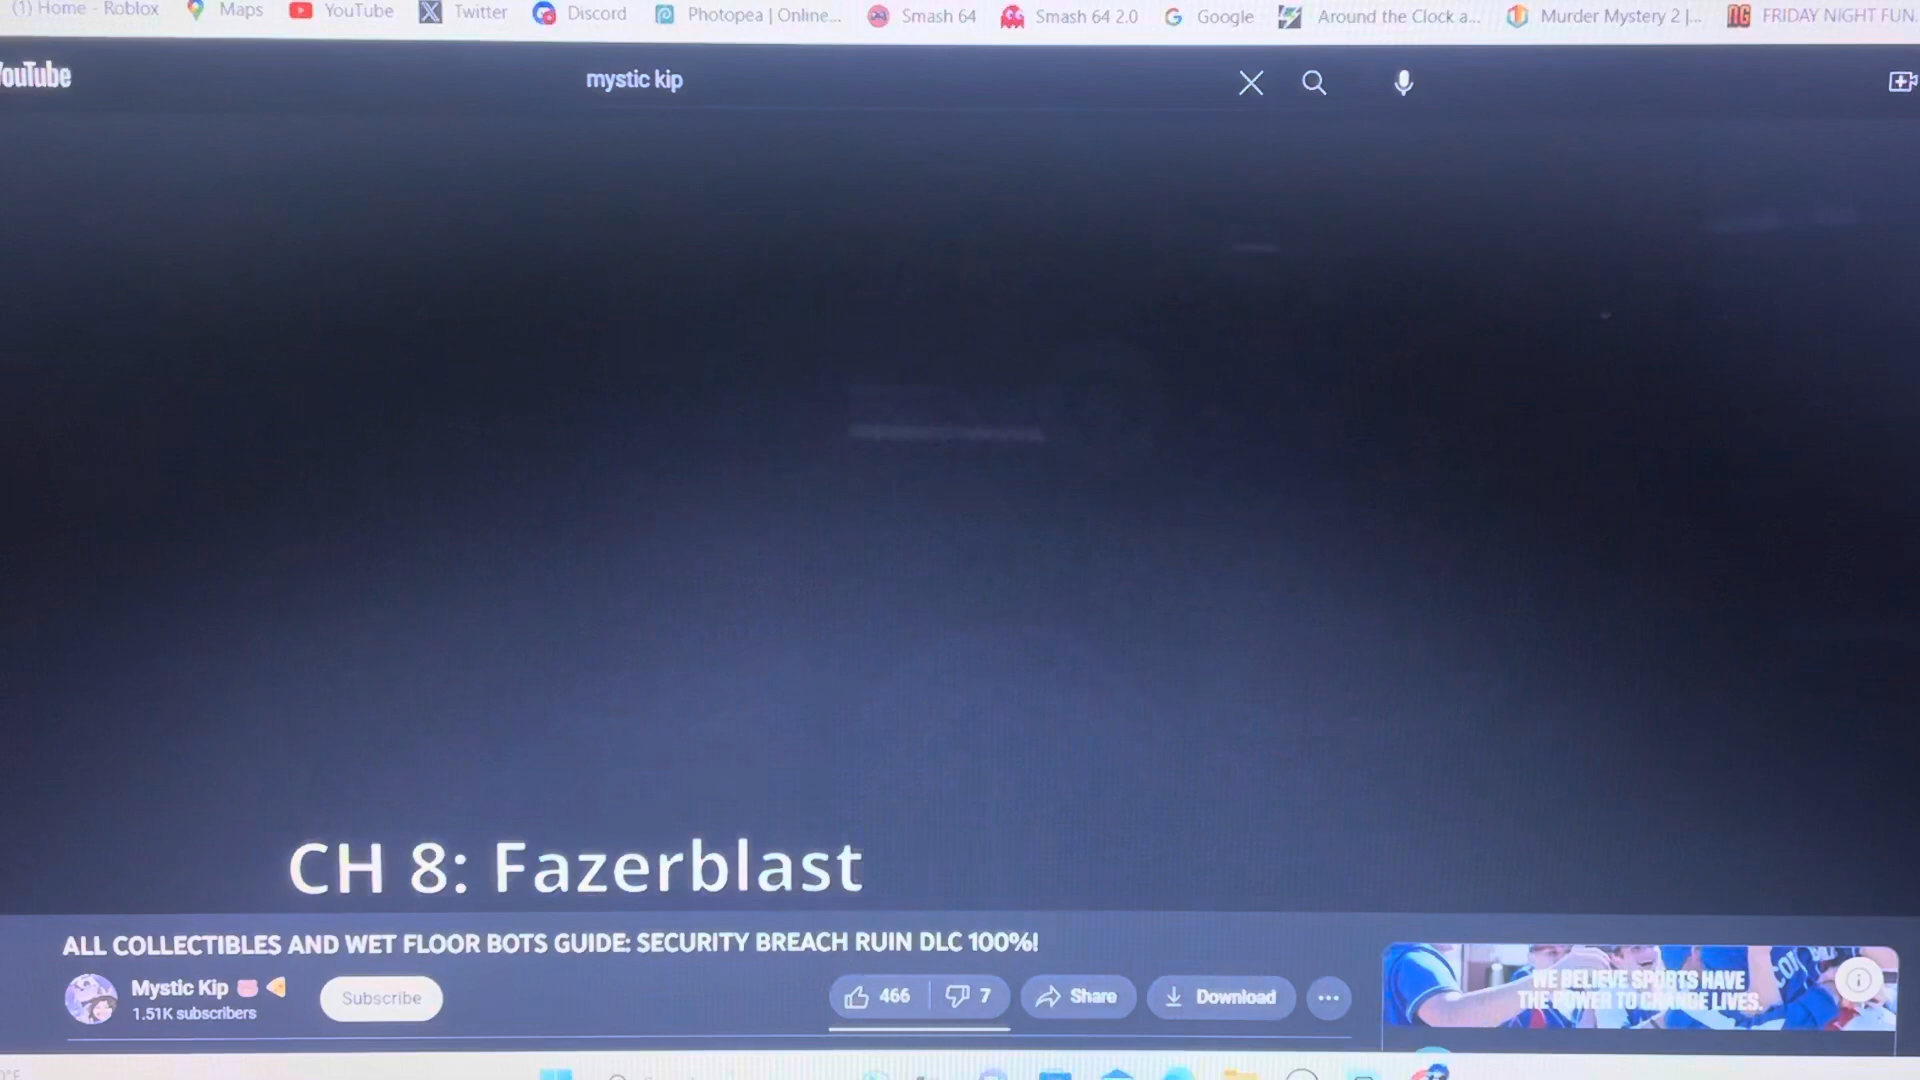 (1) Home - Roblox Maps YouTube Twitter Discord Photopea | Online... Smash 64 Smash 64 2.0 Google Around the Clock a... Murder Mystery 2 |... FRIDAY NIGHT FUN.
YouTube mystic kip
CH 8: Fazerblast
ALL COLLECTIBLES AND WET FLOOR BOTS GUIDE: SECURITY BREACH RUIN DLC 100%!
Mystic Kip
1.51K subscribers
Subscribe
466 7 Share Download
WE BELIEVE SPORTS HAVE
THE POWER TO CHANGE LIVES.